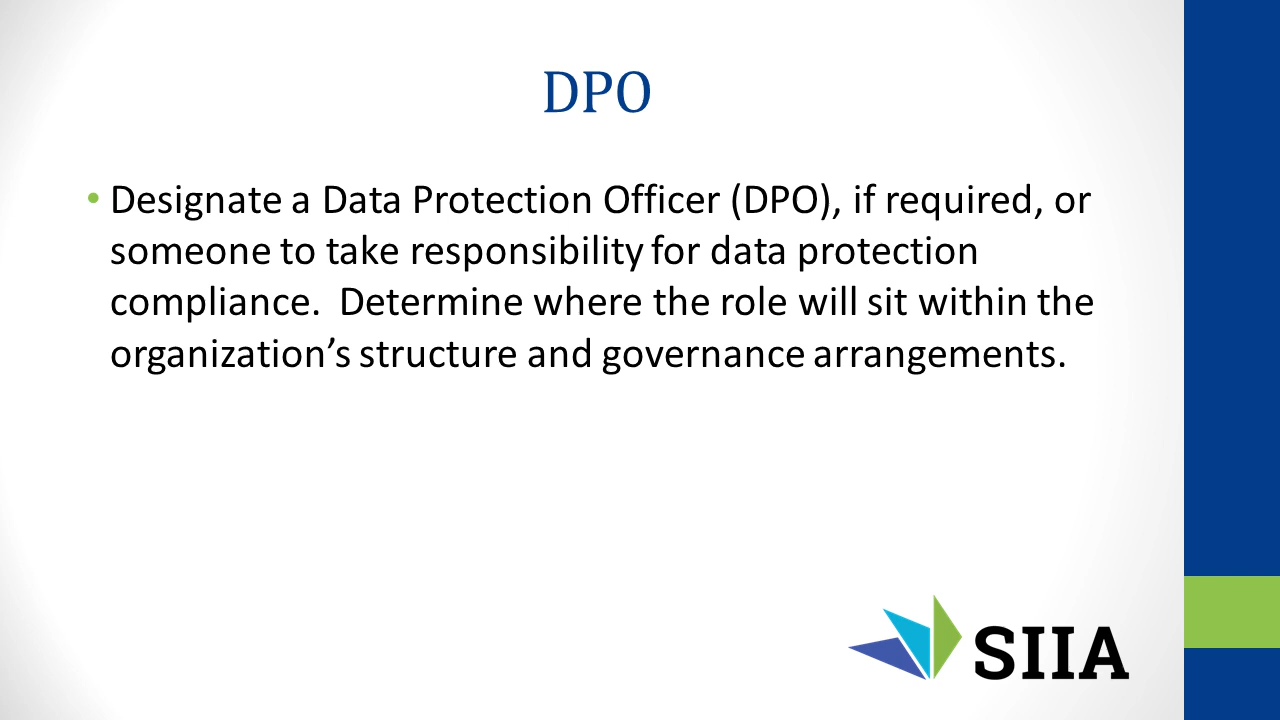 DPO
• Designate a Data Protection Officer (DPO), if required, or
someone to take responsibility for data protection
compliance.  Determine where the role will sit within the
organization’s structure and governance arrangements.
SIIA